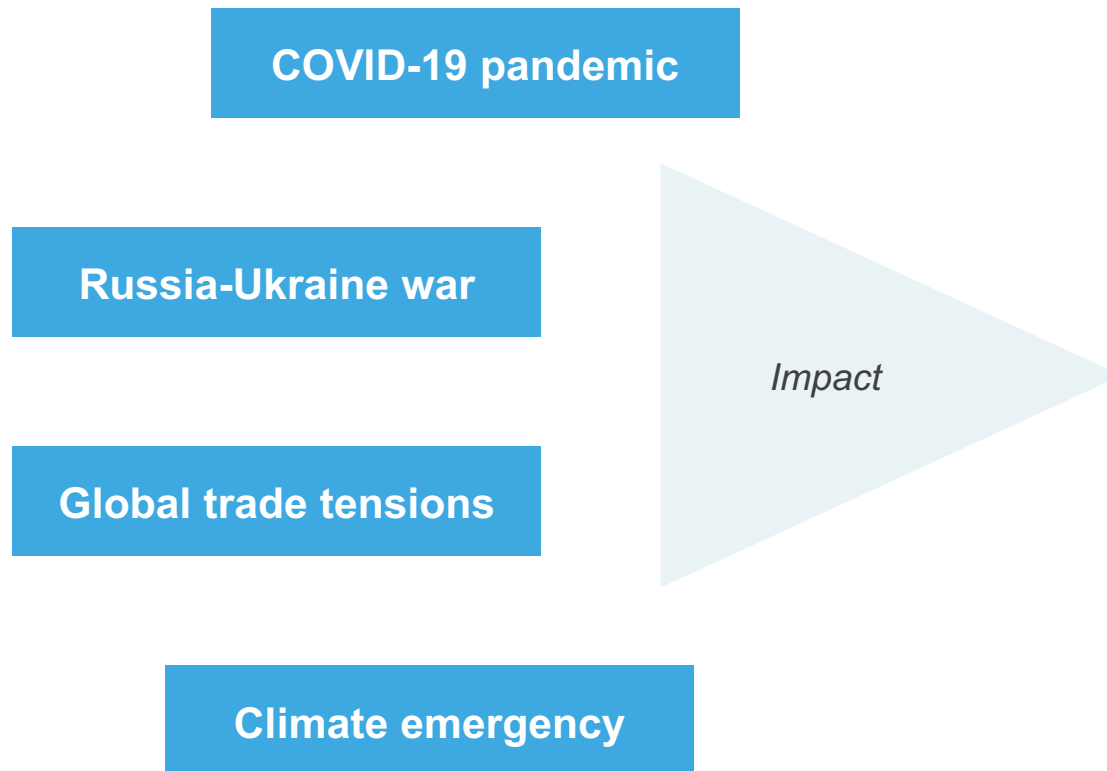 COVID-19 pandemic
Russia-Ukraine war
Impact
Global trade tensions
Climate emergency